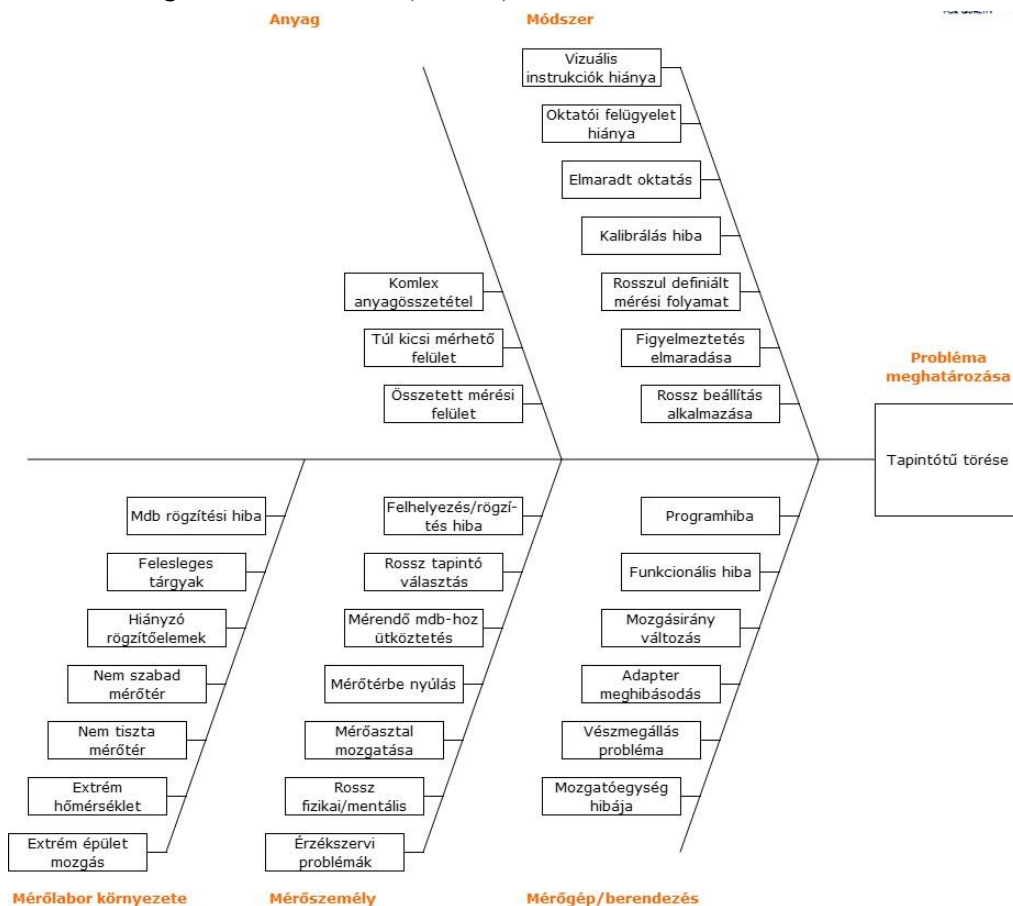 Anyag
Módszer
Vizuális
instrukciók hiánya
Oktatói felügyelet
hiánya
Elmaradt oktatás
Kalibrálás hiba
Komlex
anyagösszetétel
Rosszul definiált
mérési folyamat
Túl kicsi mérhető
felület
Figyelmeztetés
elmaradása
Összetett mérési
felület
Rossz beállítás
alkalmazása
Probléma
meghatározása
Tapintótű törése
Mdb rögzítési hiba
Felhelyezés/rögzí-
tés hiba
Programhiba
Felesleges
tárgyak
Rossz tapintó
választás
Funkcionális hiba
Hiányzó
rögzítőelemek
Mérendő mdb-hoz
ütköztetés
Mozgásirány
változás
Nem szabad
mérőtér
Mérőtérbe nyúlás
Adapter
meghibásodás
Nem tiszta
mérőtér
Mérőasztal
mozgatása
Vészmegállás
probléma
Extrém
hőmérséklet
Rossz
fizikai/mentális
Mozgatóegység
hibája
Extrém épület
mozgás
Érzékszervi
problémák
Mérőlabor környezete
Mérőszemély
Mérőgép/berendezés